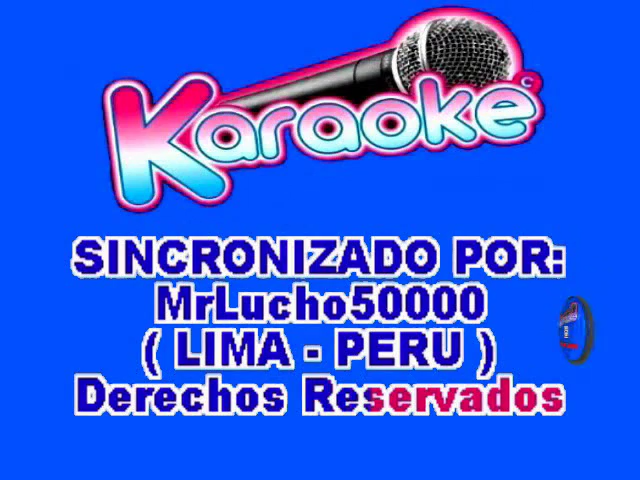 Karaoke
©
SINCRONIZADO POR:
MrLucho50000
( LIMA - PERU )
Derechos Reservados